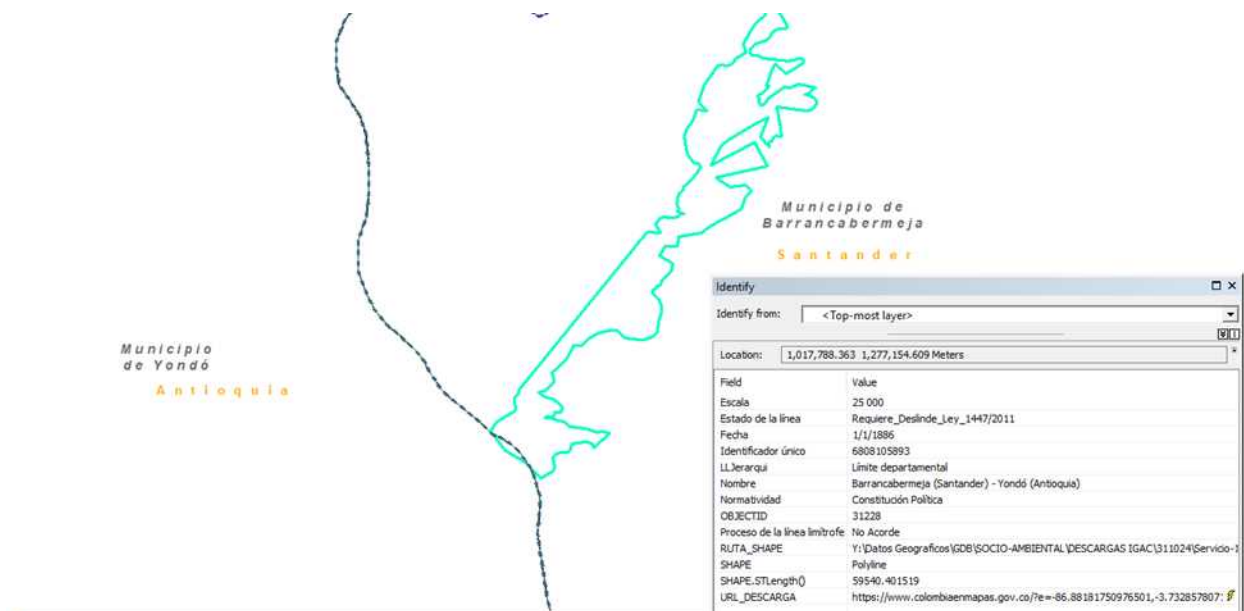 Municipio de
Barrancabermeja
Santander
Municipio
de Yondó
Antioquia
Identify
Identify from: <Top-most layer>
Location: 1,017,788.363 1,277,154.609 Meters
Field Value
Escala 25 000
Estado de la línea Requiere_Deslinde_Ley_1447/2011
Fecha 1/1/1886
Identificador único 6808105893
LLJerarqui Límite departamental
Nombre Barrancabermeja (Santander) - Yondó (Antioquia)
Normatividad Constitución Política
OBJECTID 31228
Proceso de la línea limítrofe No Acorde
RUTA_SHAPE Y:\Datos Geograficos\GDB\SOCIO-AMBIENTAL\DESCARGAS IGAC\311024\Servicio-1
SHAPE Polyline
SHAPE.STLength() 59540.401519
URL_DESCARGA https://www.colombiaenmapas.gov.co/?e=-86.88181750976501,-3.732857807